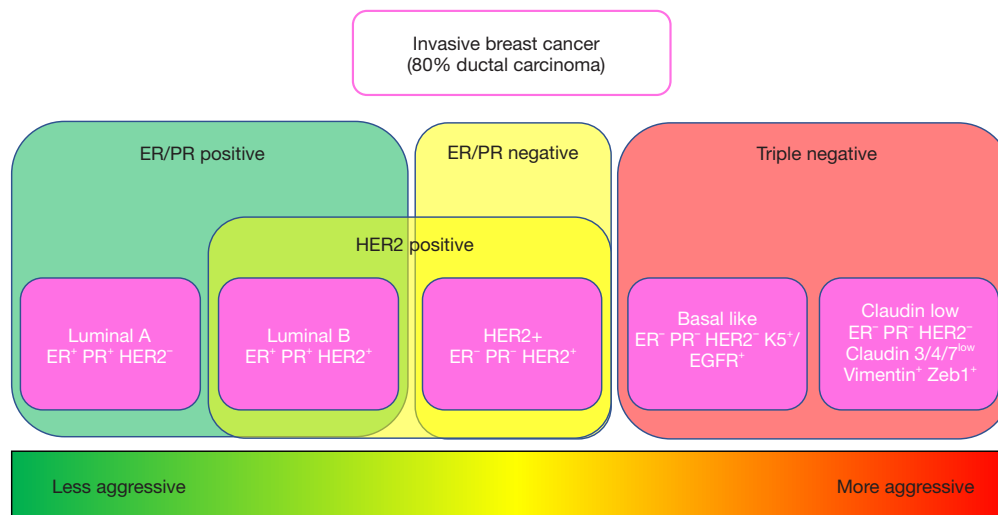 Invasive breast cancer
(80% ductal carcinoma)
ER/PR positive
ER/PR negative
Triple negative
HER2 positive
Luminal A
ER⁺ PR⁺ HER2⁻
Luminal B
ER⁺ PR⁺ HER2⁺
HER2+
ER⁻ PR⁻ HER2⁺
Basal like
ER⁻ PR⁻ HER2⁻ K5⁺/
EGFR⁺
Claudin low
ER⁻ PR⁻ HER2⁻
Claudin 3/4/7ˡᵒʷ
Vimentin⁺ Zeb1⁺
Less aggressive
More aggressive